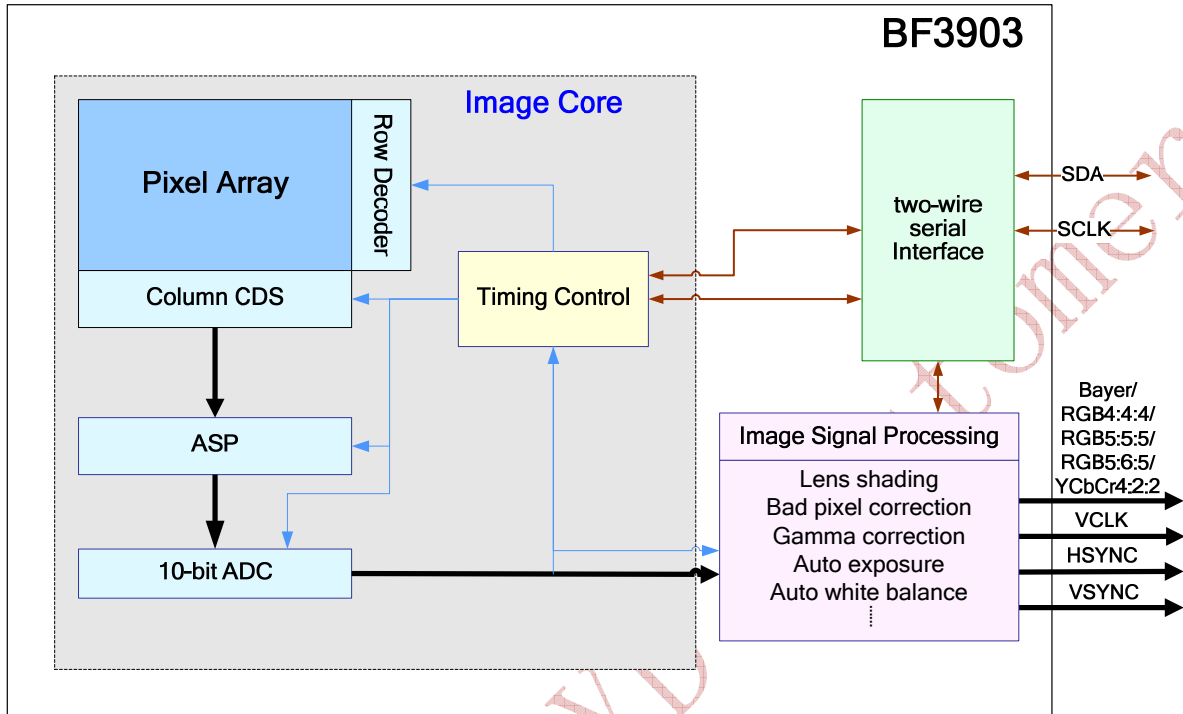 BF3903
Image Core
Pixel Array
Row Decoder
Column CDS
Timing Control
ASP
10-bit ADC
two-wire
serial
Interface
SDA
SCLK
Image Signal Processing
Lens shading
Bad pixel correction
Gamma correction
Auto exposure
Auto white balance
Bayer/
RGB4:4:4/
RGB5:5:5/
RGB5:6:5/
YCbCr4:2:2
VCLK
HSYNC
VSYNC